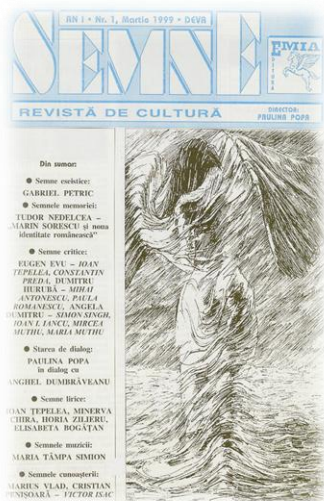 AN I • Nr. 1, Martie 1999 • DEVA
SEMNE
EMIA
EDITURA
REVISTĂ DE CULTURĂ
DIRECTOR:
PAULINA POPA
Din sumar:
● Semne eseistice:
GABRIEL PETRIC
● Semnele memoriei:
TUDOR NEDELCEA –
„MARIN SORESCU și noua
identitate românească"
● Semne critice:
EUGEN EVU – IOAN
ȚEPELEA, CONSTANTIN
PREDA, DUMITRU
HURUBĂ – MIHAI
ANTONESCU, PAULA
ROMANESCU, ANGELA
DUMITRU – SIMON SINGH,
IOAN I. IANCU, MIRCEA
MUTHU, MARIA MUTHU
● Starea de dialog:
PAULINA POPA
in dialog cu
ANGHEL DUMBRĂVEANU
● Semne lirice:
IOAN ȚEPELEA, MINERVA
CHIRA, HORIA ZILIERU,
ELISABETA BOGĂȚAN
● Semnele muzicii:
MARIA TÂMPA SIMION
● Semnele cunoașterii:
MARIUS VLAD, CRISTIAN
PENIȘOARĂ – VICTOR ISAC